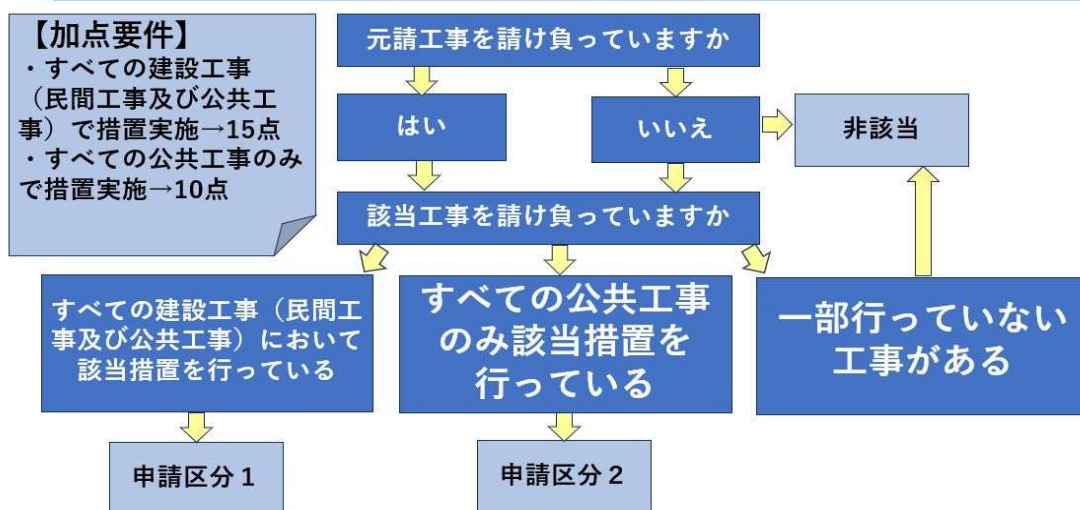 【加点要件】
・すべての建設工事
（民間工事及び公共工
事）で措置実施→15点
・すべての公共工事のみ
で措置実施→10点
元請工事を請け負っていますか
はい
いいえ
非該当
該当工事を請け負っていますか
すべての建設工事（民間工
事及び公共工事）において
該当措置を行っている
すべての公共工事
のみ該当措置を
行っている
一部行っていない
工事がある
申請区分１
申請区分２